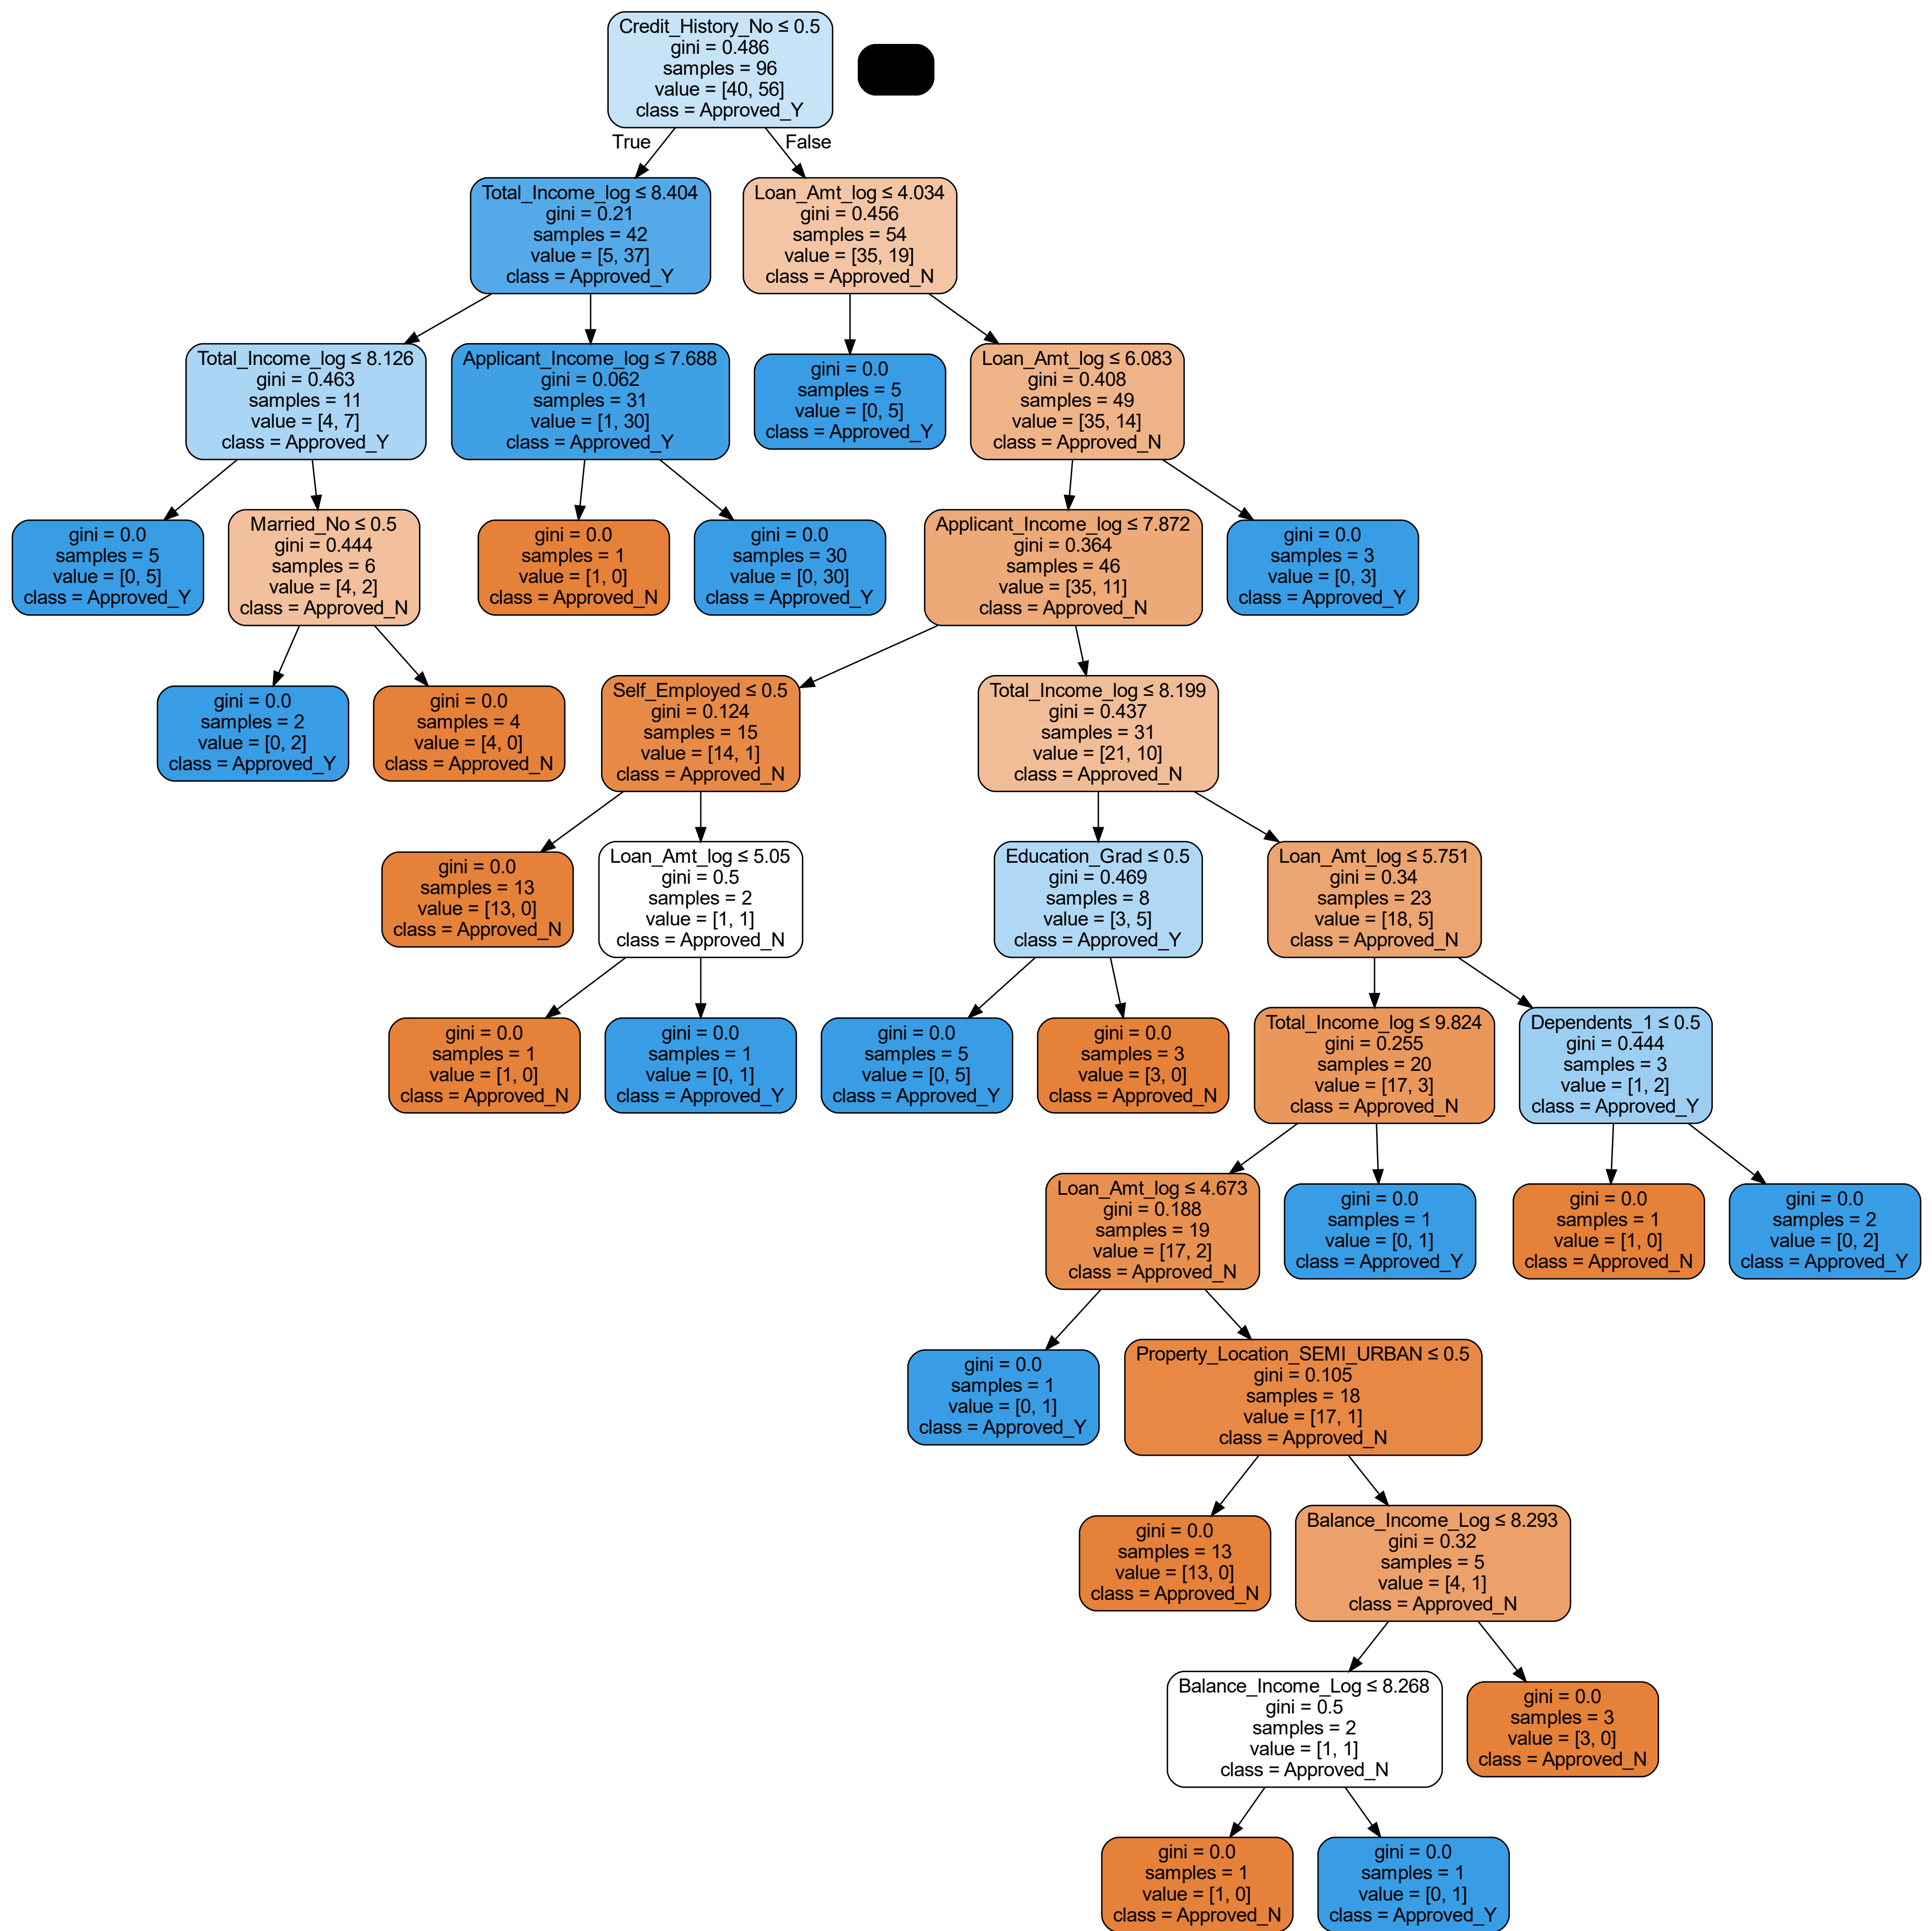 Credit_History_No ≤ 0.5
gini = 0.486
samples = 96
value = [40, 56]
class = Approved_Y
True
False
Total_Income_log ≤ 8.404
gini = 0.21
samples = 42
value = [5, 37]
class = Approved_Y
Loan_Amt_log ≤ 4.034
gini = 0.456
samples = 54
value = [35, 19]
class = Approved_N
Total_Income_log ≤ 8.126
gini = 0.463
samples = 11
value = [4, 7]
class = Approved_Y
Applicant_Income_log ≤ 7.688
gini = 0.062
samples = 31
value = [1, 30]
class = Approved_Y
gini = 0.0
samples = 5
value = [0, 5]
class = Approved_Y
Loan_Amt_log ≤ 6.083
gini = 0.408
samples = 49
value = [35, 14]
class = Approved_N
gini = 0.0
samples = 5
value = [0, 5]
class = Approved_Y
Married_No ≤ 0.5
gini = 0.444
samples = 6
value = [4, 2]
class = Approved_N
gini = 0.0
samples = 1
value = [1, 0]
class = Approved_N
gini = 0.0
samples = 30
value = [0, 30]
class = Approved_Y
Applicant_Income_log ≤ 7.872
gini = 0.364
samples = 46
value = [35, 11]
class = Approved_N
gini = 0.0
samples = 3
value = [0, 3]
class = Approved_Y
gini = 0.0
samples = 2
value = [0, 2]
class = Approved_Y
gini = 0.0
samples = 4
value = [4, 0]
class = Approved_N
Self_Employed ≤ 0.5
gini = 0.124
samples = 15
value = [14, 1]
class = Approved_N
Total_Income_log ≤ 8.199
gini = 0.437
samples = 31
value = [21, 10]
class = Approved_N
gini = 0.0
samples = 13
value = [13, 0]
class = Approved_N
Loan_Amt_log ≤ 5.05
gini = 0.5
samples = 2
value = [1, 1]
class = Approved_N
Education_Grad ≤ 0.5
gini = 0.469
samples = 8
value = [3, 5]
class = Approved_Y
Loan_Amt_log ≤ 5.751
gini = 0.34
samples = 23
value = [18, 5]
class = Approved_N
gini = 0.0
samples = 1
value = [1, 0]
class = Approved_N
gini = 0.0
samples = 1
value = [0, 1]
class = Approved_Y
gini = 0.0
samples = 5
value = [0, 5]
class = Approved_Y
gini = 0.0
samples = 3
value = [3, 0]
class = Approved_N
Total_Income_log ≤ 9.824
gini = 0.255
samples = 20
value = [17, 3]
class = Approved_N
Dependents_1 ≤ 0.5
gini = 0.444
samples = 3
value = [1, 2]
class = Approved_Y
Loan_Amt_log ≤ 4.673
gini = 0.188
samples = 19
value = [17, 2]
class = Approved_N
gini = 0.0
samples = 1
value = [0, 1]
class = Approved_Y
gini = 0.0
samples = 1
value = [1, 0]
class = Approved_N
gini = 0.0
samples = 2
value = [0, 2]
class = Approved_Y
gini = 0.0
samples = 1
value = [0, 1]
class = Approved_Y
Property_Location_SEMI_URBAN ≤ 0.5
gini = 0.105
samples = 18
value = [17, 1]
class = Approved_N
gini = 0.0
samples = 13
value = [13, 0]
class = Approved_N
Balance_Income_Log ≤ 8.293
gini = 0.32
samples = 5
value = [4, 1]
class = Approved_N
Balance_Income_Log ≤ 8.268
gini = 0.5
samples = 2
value = [1, 1]
class = Approved_N
gini = 0.0
samples = 3
value = [3, 0]
class = Approved_N
gini = 0.0
samples = 1
value = [1, 0]
class = Approved_N
gini = 0.0
samples = 1
value = [0, 1]
class = Approved_Y